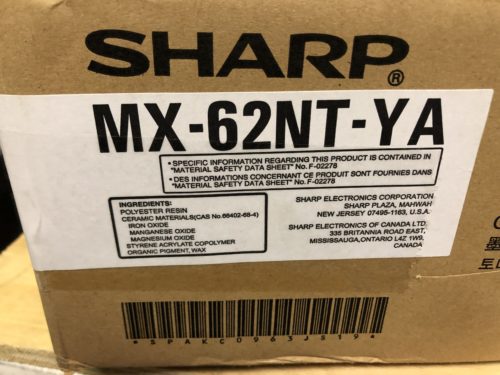 SHARP®
MX-62NT-YA
• SPECIFIC INFORMATION REGARDING THIS PRODUCT IS CONTAINED IN
"MATERIAL SAFETY DATA SHEET" No. F-02278
• DES INFORMATIONS CONCERNANT CE PRODUIT SONT FOURNIES DANS
"MATERIAL SAFETY DATA SHEET" No. F-02278
INGREDIENTS:
POLYESTER RESIN
CERAMIC MATERIALS(CAS No.66402-68-4)
IRON OXIDE
MANGANESE OXIDE
MAGNESIUM OXIDE
STYRENE ACRYLATE COPOLYMER
ORGANIC PIGMENT, WAX
SHARP ELECTRONICS CORPORATION
SHARP PLAZA, MAHWAH
NEW JERSEY 07495-1163, U.S.A.
SHARP ELECTRONICS OF CANADA LTD.
335 BRITANNIA ROAD EAST,
MISSISSAUGA,ONTARIO L4Z 1W9,
CANADA
*SPAKC0963JS19*
墨
토너